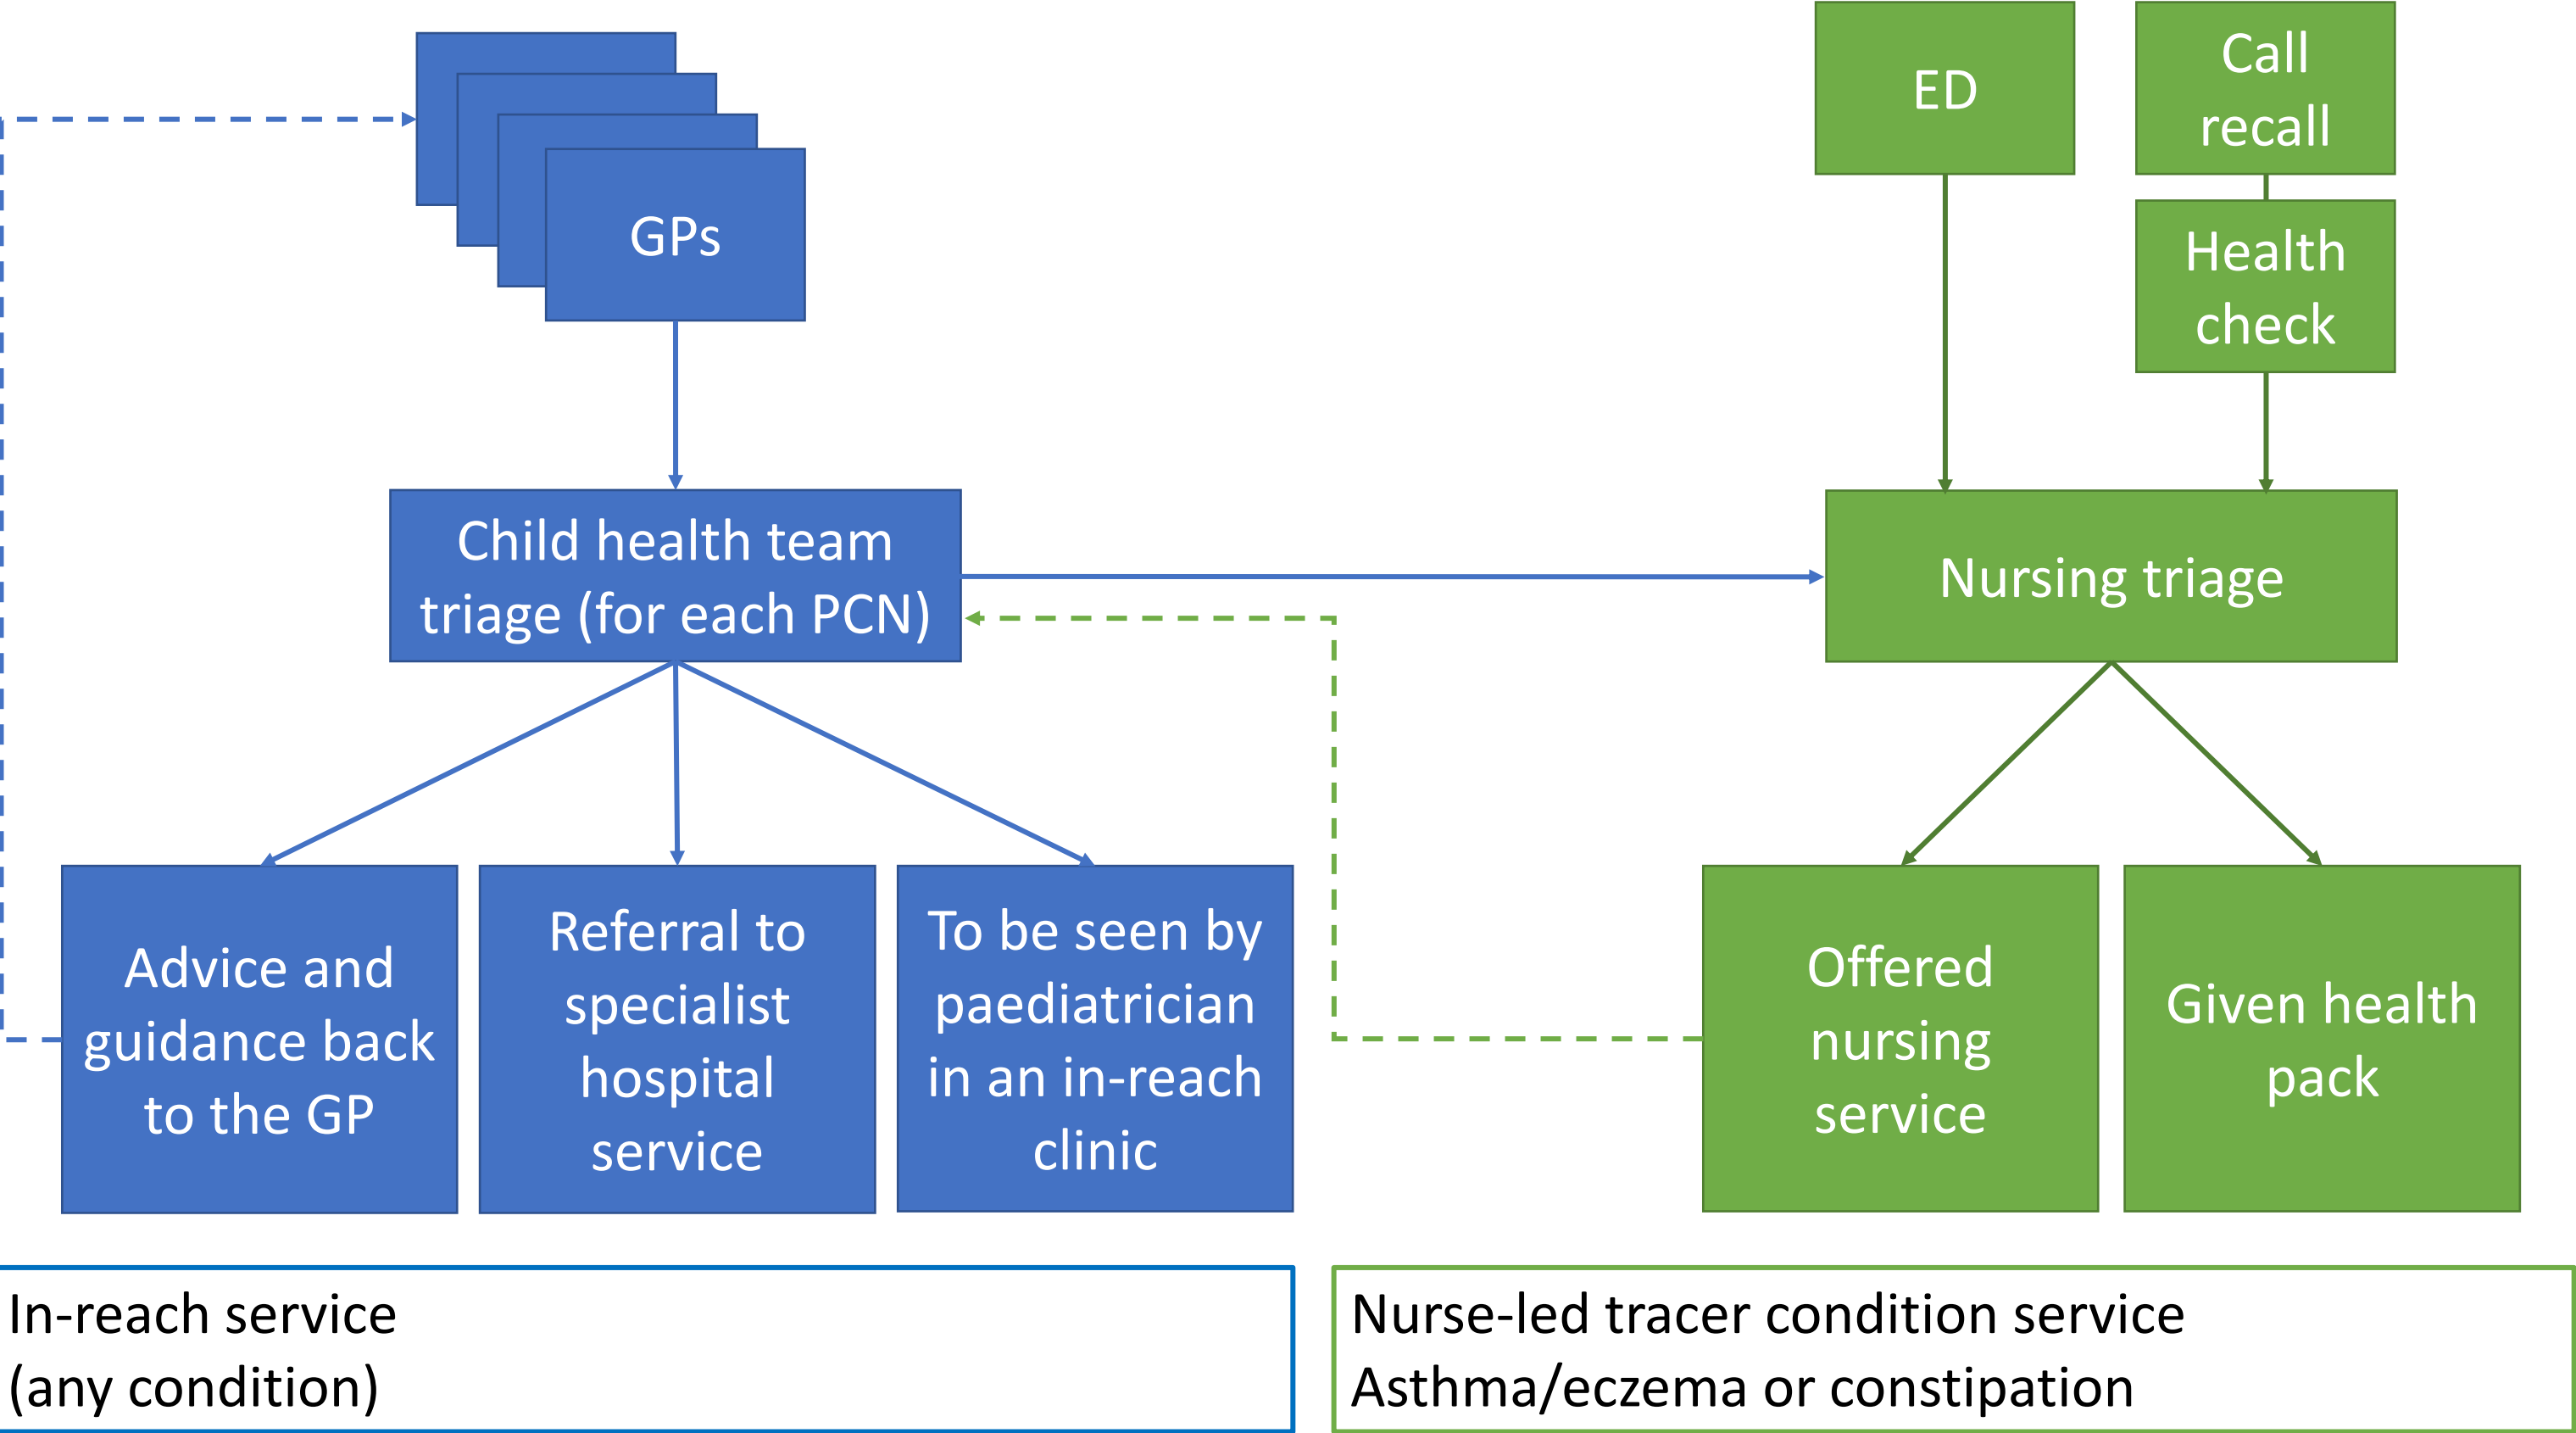 GPs
ED
Call
recall
Health
check
Child health team
triage (for each PCN)
Nursing triage
Advice and
guidance back
to the GP
Referral to
specialist
hospital
service
To be seen by
paediatrician
in an in-reach
clinic
Offered
nursing
service
Given health
pack
In-reach service
(any condition)
Nurse-led tracer condition service
Asthma/eczema or constipation